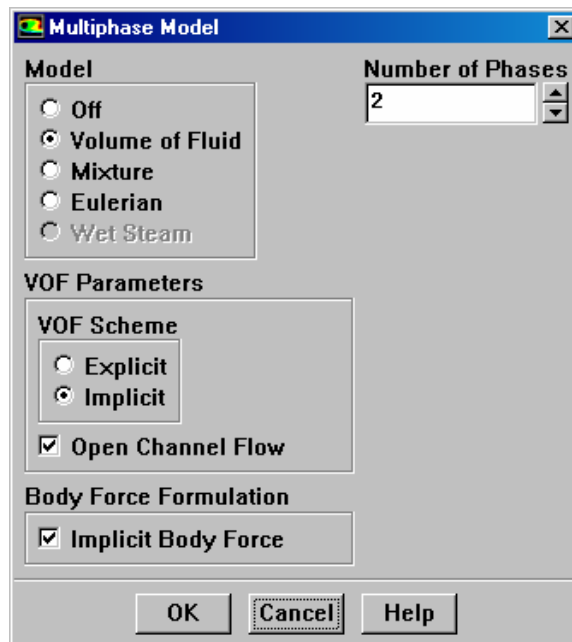 Multiphase Model
Model
Off
Volume of Fluid
Mixture
Eulerian
Wet Steam
Number of Phases
2
VOF Parameters
VOF Scheme
Explicit
Implicit
Open Channel Flow
Body Force Formulation
Implicit Body Force
OK Cancel Help